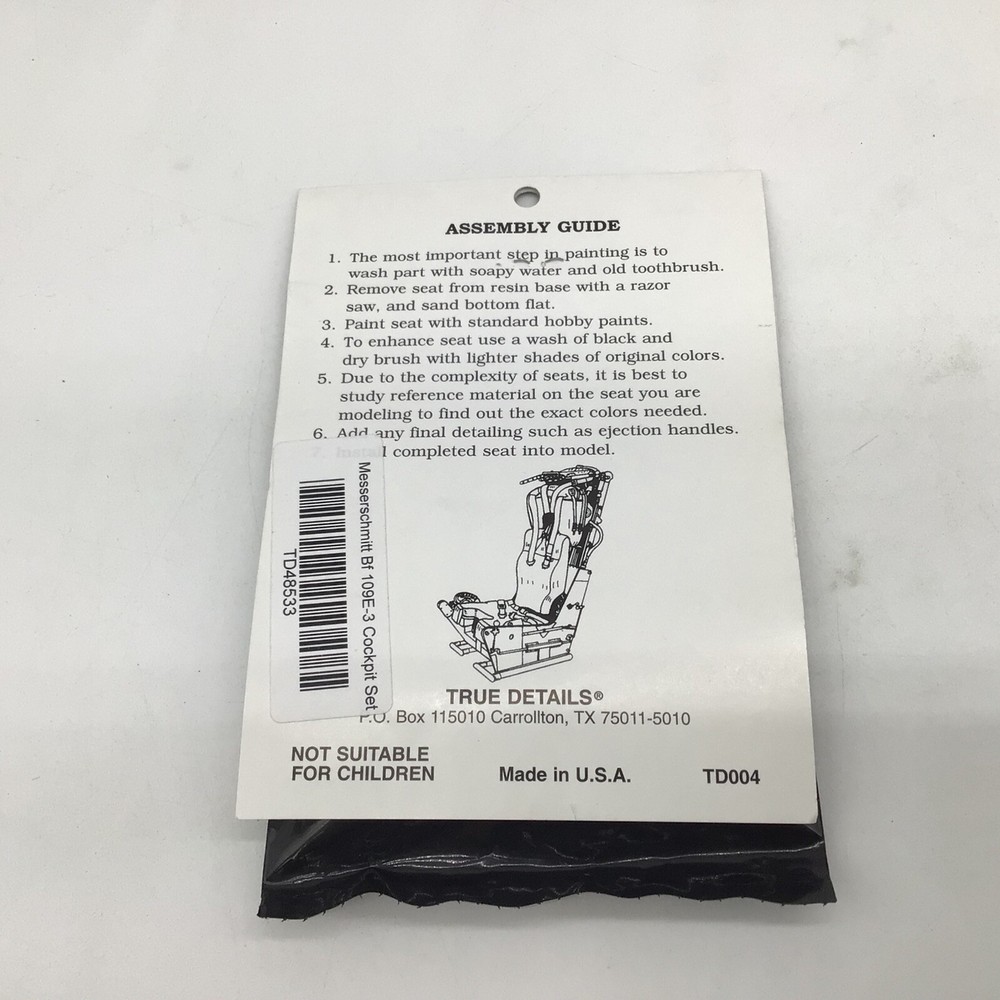 ASSEMBLY GUIDE
1. The most important step in painting is to
wash part with soapy water and old toothbrush.
2. Remove seat from resin base with a razor
saw, and sand bottom flat.
3. Paint seat with standard hobby paints.
4. To enhance seat use a wash of black and
dry brush with lighter shades of original colors.
5. Due to the complexity of seats, it is best to
study reference material on the seat you are
modeling to find out the exact colors needed.
6. Add any final detailing such as ejection handles.
7. Install completed seat into model.
Messerschmitt Bf 109E-3 Cockpit Set
TD48533
TRUE DETAILS®
P.O. Box 115010 Carrollton, TX 75011-5010
NOT SUITABLE
FOR CHILDREN
Made in U.S.A.
TD004